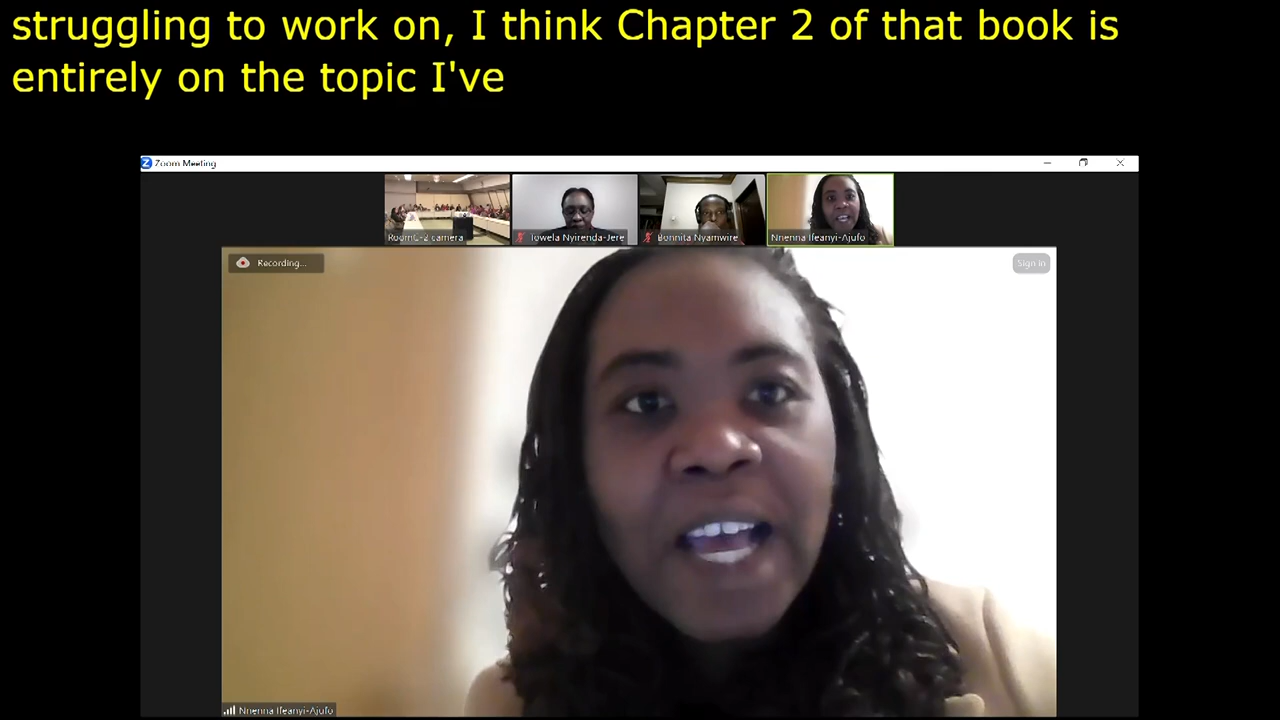 struggling to work on, I think Chapter 2 of that book is
entirely on the topic I've
Zoom Meeting
RoomC-2 camera
Towela Nyirenda-Jere
Bonnita Nyamwire
Nnenna Ifeanyi-Ajufo
Recording...
Sign in
Nnenna Ifeanyi-Ajufo